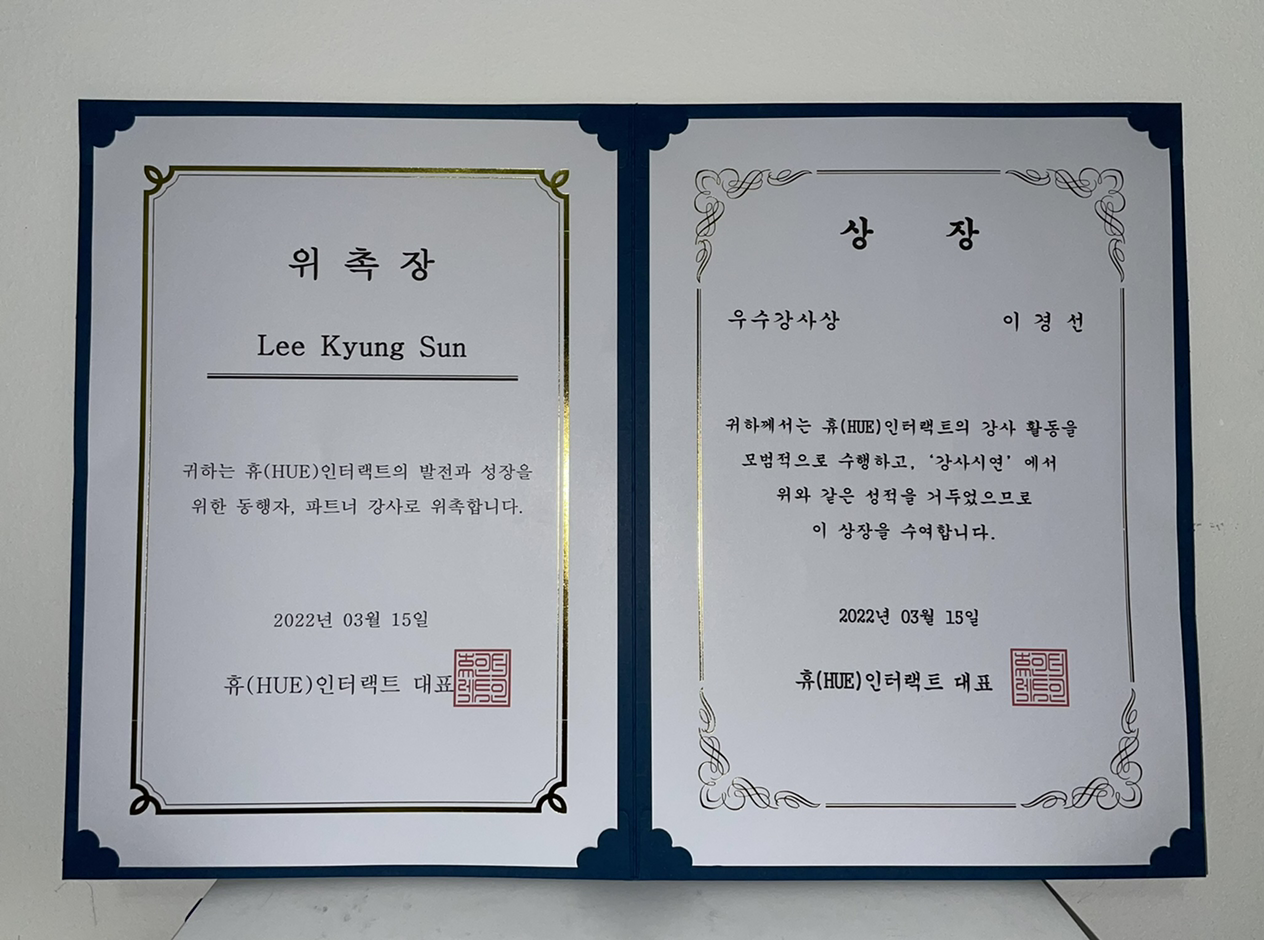 위 촉 장
Lee Kyung Sun
귀하는 휴(HUE)인터랙트의 발전과 성장을
위한 동행자, 파트너 강사로 위촉합니다.
2022년 03월 15일
휴(HUE)인터랙트 대표
상 장
우수강사상 이 경 선
귀하께서는 휴(HUE)인터랙트의 강사 활동을
모범적으로 수행하고, ‘강사시연’ 에서
위와 같은 성적을 거두었으므로
이 상장을 수여합니다.
2022년 03월 15일
휴(HUE)인터랙트 대표